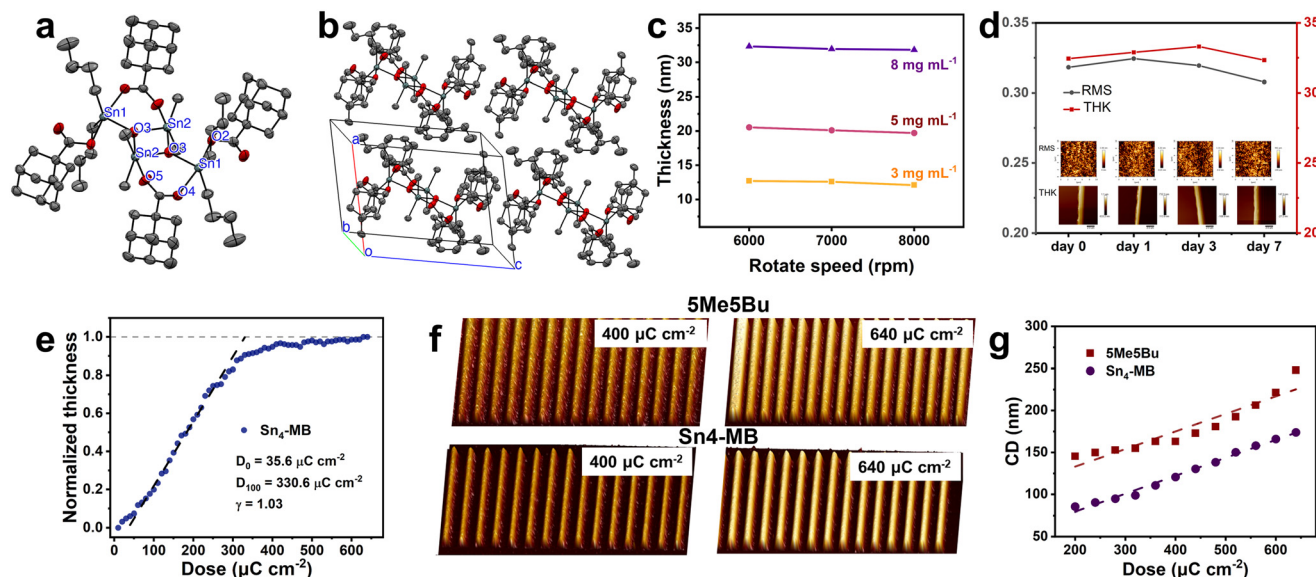 a
Sn1
Sn2
O3
O2
Sn2
O3
Sn1
O5
O4
b
a
b
o
c
c
Thickness (nm)
35
30
25
20
15
10
8 mg mL⁻¹
5 mg mL⁻¹
3 mg mL⁻¹
6000 7000 8000
Rotate speed (rpm)
d
0.35
0.30
0.25
0.20
RMS
THK
RMS
THK
day 0 day 1 day 3 day 7
e
Normalized thickness
1.0
0.8
0.6
0.4
0.2
0.0
Sn₄-MB
D₀ = 35.6 μC cm⁻²
D₁₀₀ = 330.6 μC cm⁻²
γ = 1.03
0 100 200 300 400 500 600
Dose (μC cm⁻²)
f
5Me5Bu
400 μC cm⁻²
640 μC cm⁻²
Sn4-MB
400 μC cm⁻²
640 μC cm⁻²
g
CD (nm)
300
250
200
150
100
50
5Me5Bu
Sn₄-MB
200 300 400 500 600
Dose (μC cm⁻²)